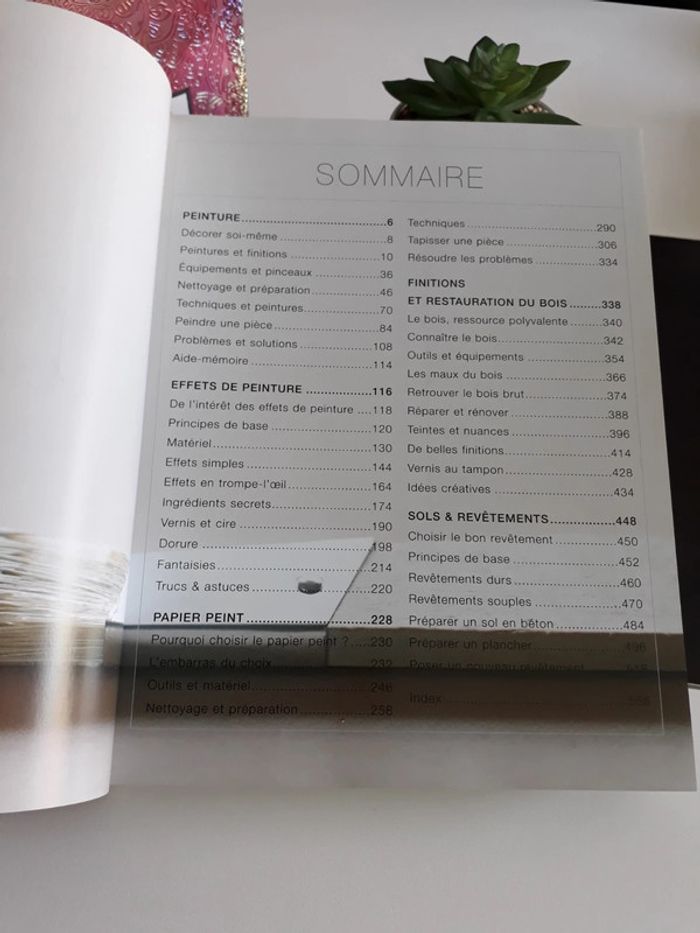 SOMMAIRE
PEINTURE..........6
Décorer soi-même..........8
Peintures et finitions..........10
Équipements et pinceaux..........36
Nettoyage et préparation..........46
Techniques et peintures..........70
Peindre une pièce..........84
Problèmes et solutions..........108
Aide-mémoire..........114
EFFETS DE PEINTURE..........116
De l'intérêt des effets de peinture....118
Principes de base..........120
Matériel..........130
Effets simples..........144
Effets en trompe-l'œil..........164
Ingrédients secrets..........174
Vernis et cire..........190
Dorure..........198
Fantaisies..........214
Trucs & astuces..........220
PAPIER PEINT..........228
Pourquoi choisir le papier peint ?.....230
L'embarras du choix..........232
Outils et matériel..........246
Nettoyage et préparation..........258
Techniques..........290
Tapisser une pièce..........306
Résoudre les problèmes..........334
FINITIONS
ET RESTAURATION DU BOIS..........338
Le bois, ressource polyvalente........340
Connaître le bois..........342
Outils et équipements..........354
Les maux du bois..........366
Retrouver le bois brut..........374
Réparer et rénover..........388
Teintes et nuances..........396
De belles finitions..........414
Vernis au tampon..........428
Idées créatives..........434
SOLS & REVÊTEMENTS..........448
Choisir le bon revêtement..........450
Principes de base..........452
Revêtements durs..........460
Revêtements souples..........470
Préparer un sol en béton..........484
Préparer un plancher..........496
Poser un nouveau revêtement..........
Index..........